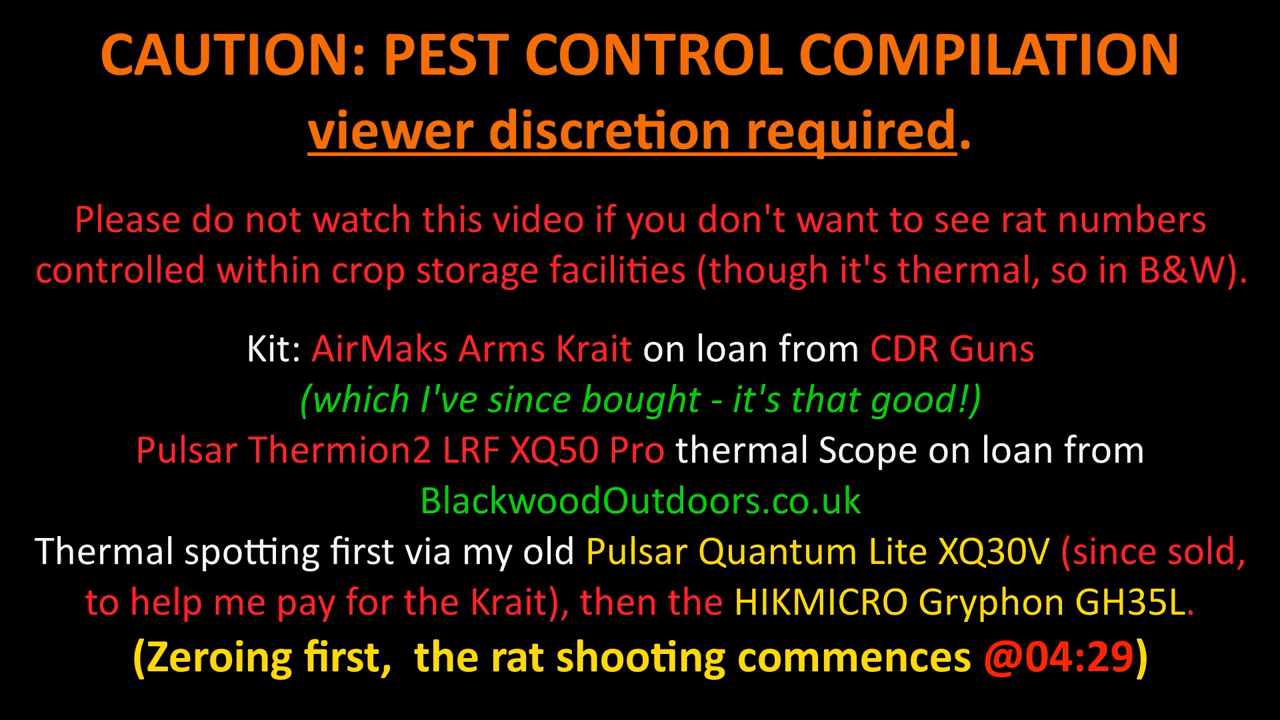 CAUTION: PEST CONTROL COMPILATION
viewer discretion required.
Please do not watch this video if you don't want to see rat numbers
controlled within crop storage facilities (though it's thermal, so in B&W).
Kit: AirMaks Arms Krait on loan from CDR Guns
(which I've since bought - it's that good!)
Pulsar Thermion2 LRF XQ50 Pro thermal Scope on loan from
BlackwoodOutdoors.co.uk
Thermal spotting first via my old Pulsar Quantum Lite XQ30V (since sold,
to help me pay for the Krait), then the HIKMICRO Gryphon GH35L.
(Zeroing first,  the rat shooting commences @04:29)